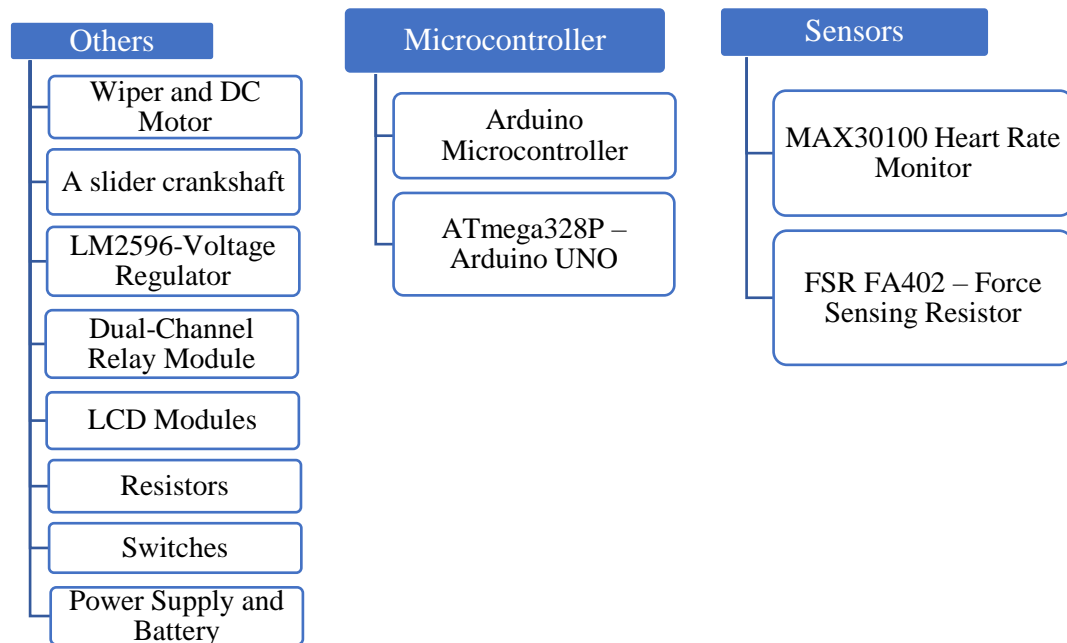 Others
Wiper and DC
Motor
A slider crankshaft
LM2596-Voltage
Regulator
Dual-Channel
Relay Module
LCD Modules
Resistors
Switches
Power Supply and
Battery
Microcontroller
Arduino
Microcontroller
ATmega328P –
Arduino UNO
Sensors
MAX30100 Heart Rate
Monitor
FSR FA402 – Force
Sensing Resistor